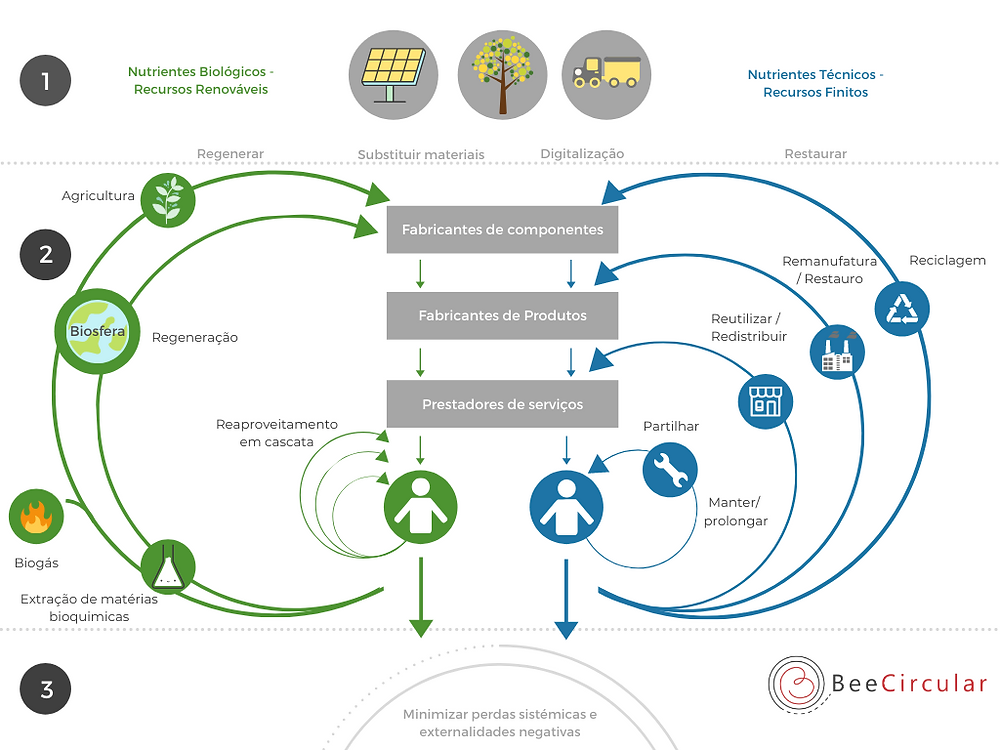 1
Nutrientes Biológicos -
Recursos Renováveis
Nutrientes Técnicos -
Recursos Finitos
Regenerar
Substituir materiais
Digitalização
Restaurar
2
Agricultura
Biosfera
Regeneração
Fabricantes de componentes
Fabricantes de Produtos
Prestadores de serviços
Remanufatura
/ Restauro
Reciclagem
Reutilizar /
Redistribuir
Reaproveitamento
em cascata
Partilhar
Manter/
prolongar
Biogás
Extração de matérias
bioquimicas
3
Minimizar perdas sistémicas e
externalidades negativas
BeeCircular